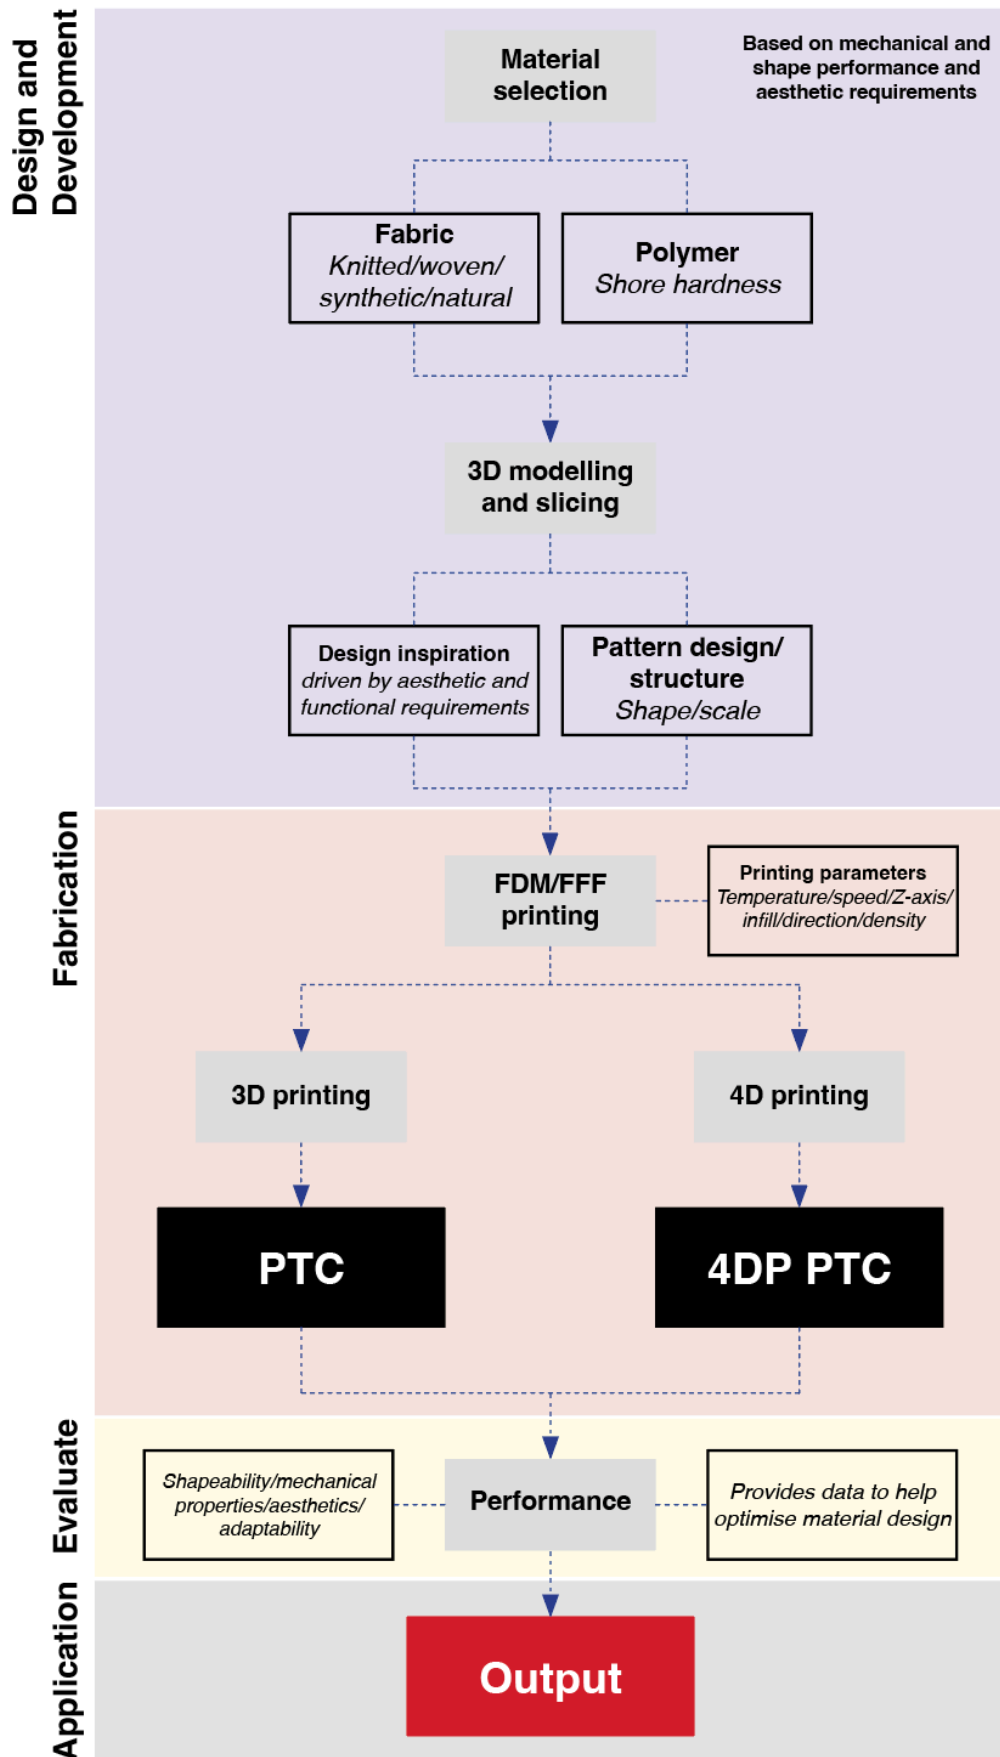 Design and
Development
Material
selection
Based on mechanical and
shape performance and
aesthetic requirements
Fabric
Knitted/woven/
synthetic/natural
Polymer
Shore hardness
3D modelling
and slicing
Design inspiration
driven by aesthetic and
functional requirements
Pattern design/
structure
Shape/scale
Fabrication
FDM/FFF
printing
Printing parameters
Temperature/speed/Z-axis/
infill/direction/density
3D printing
4D printing
PTC
4DP PTC
Evaluate
Shapeability/mechanical
properties/aesthetics/
adaptability
Performance
Provides data to help
optimise material design
Application
Output